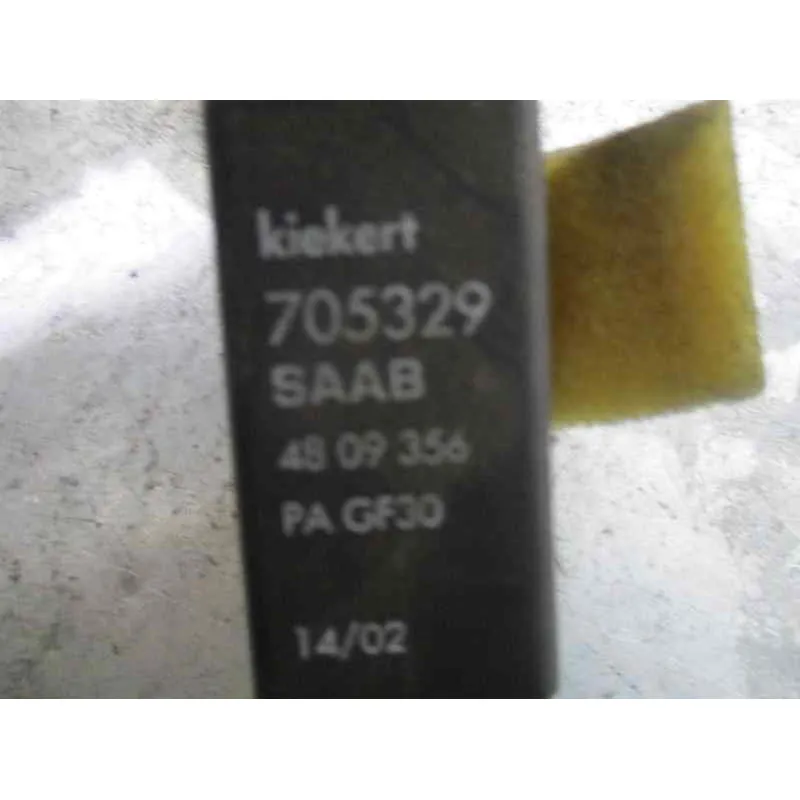 kiekert
705329
SAAB
48 09 356
PA GF30
14/02